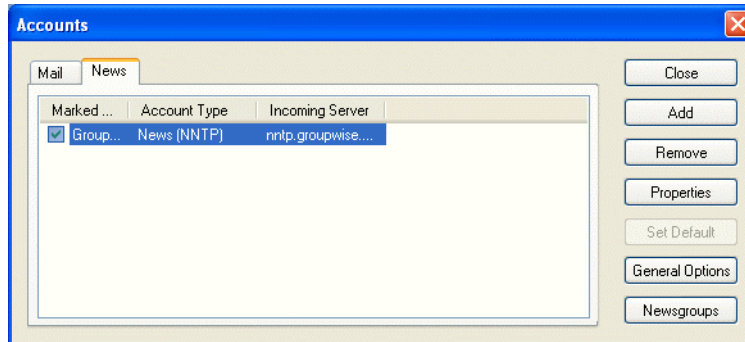 Accounts
Mail News
Marked ... Account Type Incoming Server
Group... News (NNTP) nntp.groupwise....
Close
Add
Remove
Properties
Set Default
General Options
Newsgroups